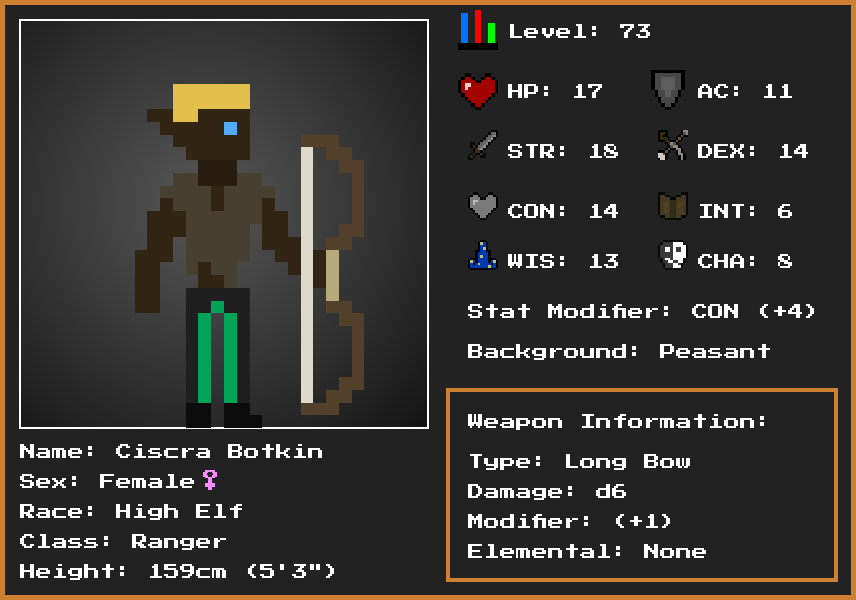 Level: 73
HP: 17 AC: 11
STR: 18 DEX: 14
CON: 14 INT: 6
WIS: 13 CHA: 8
Stat Modifier: CON (+4)
Background: Peasant
Weapon Information:
Type: Long Bow
Damage: d6
Modifier: (+1)
Elemental: None
Name: Ciscra Botkin
Sex: Female♀
Race: High Elf
Class: Ranger
Height: 159cm (5'3")